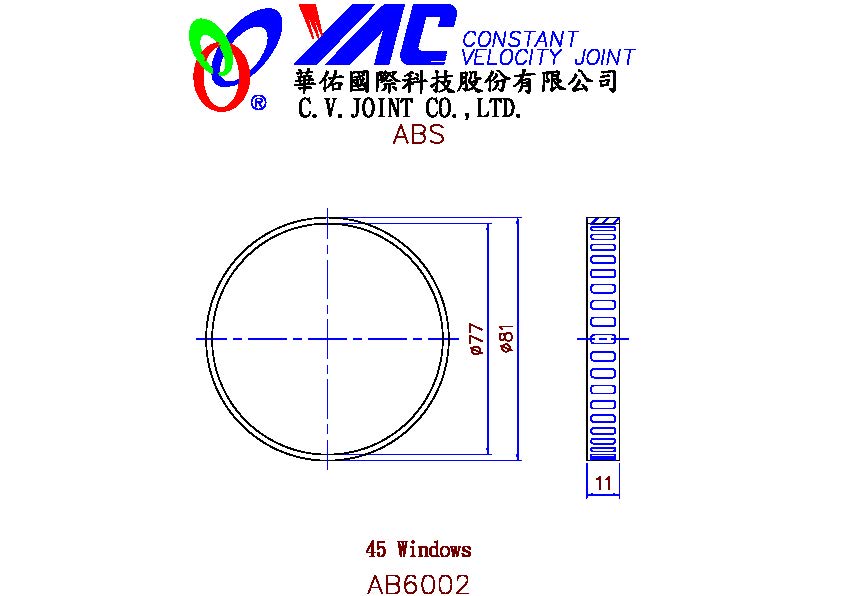 YAC CONSTANT
VELOCITY JOINT
華佑國際科技股份有限公司
®
C.V.JOINT CO.,LTD.
ABS
ø77
ø81
11
45 Windows
AB6002